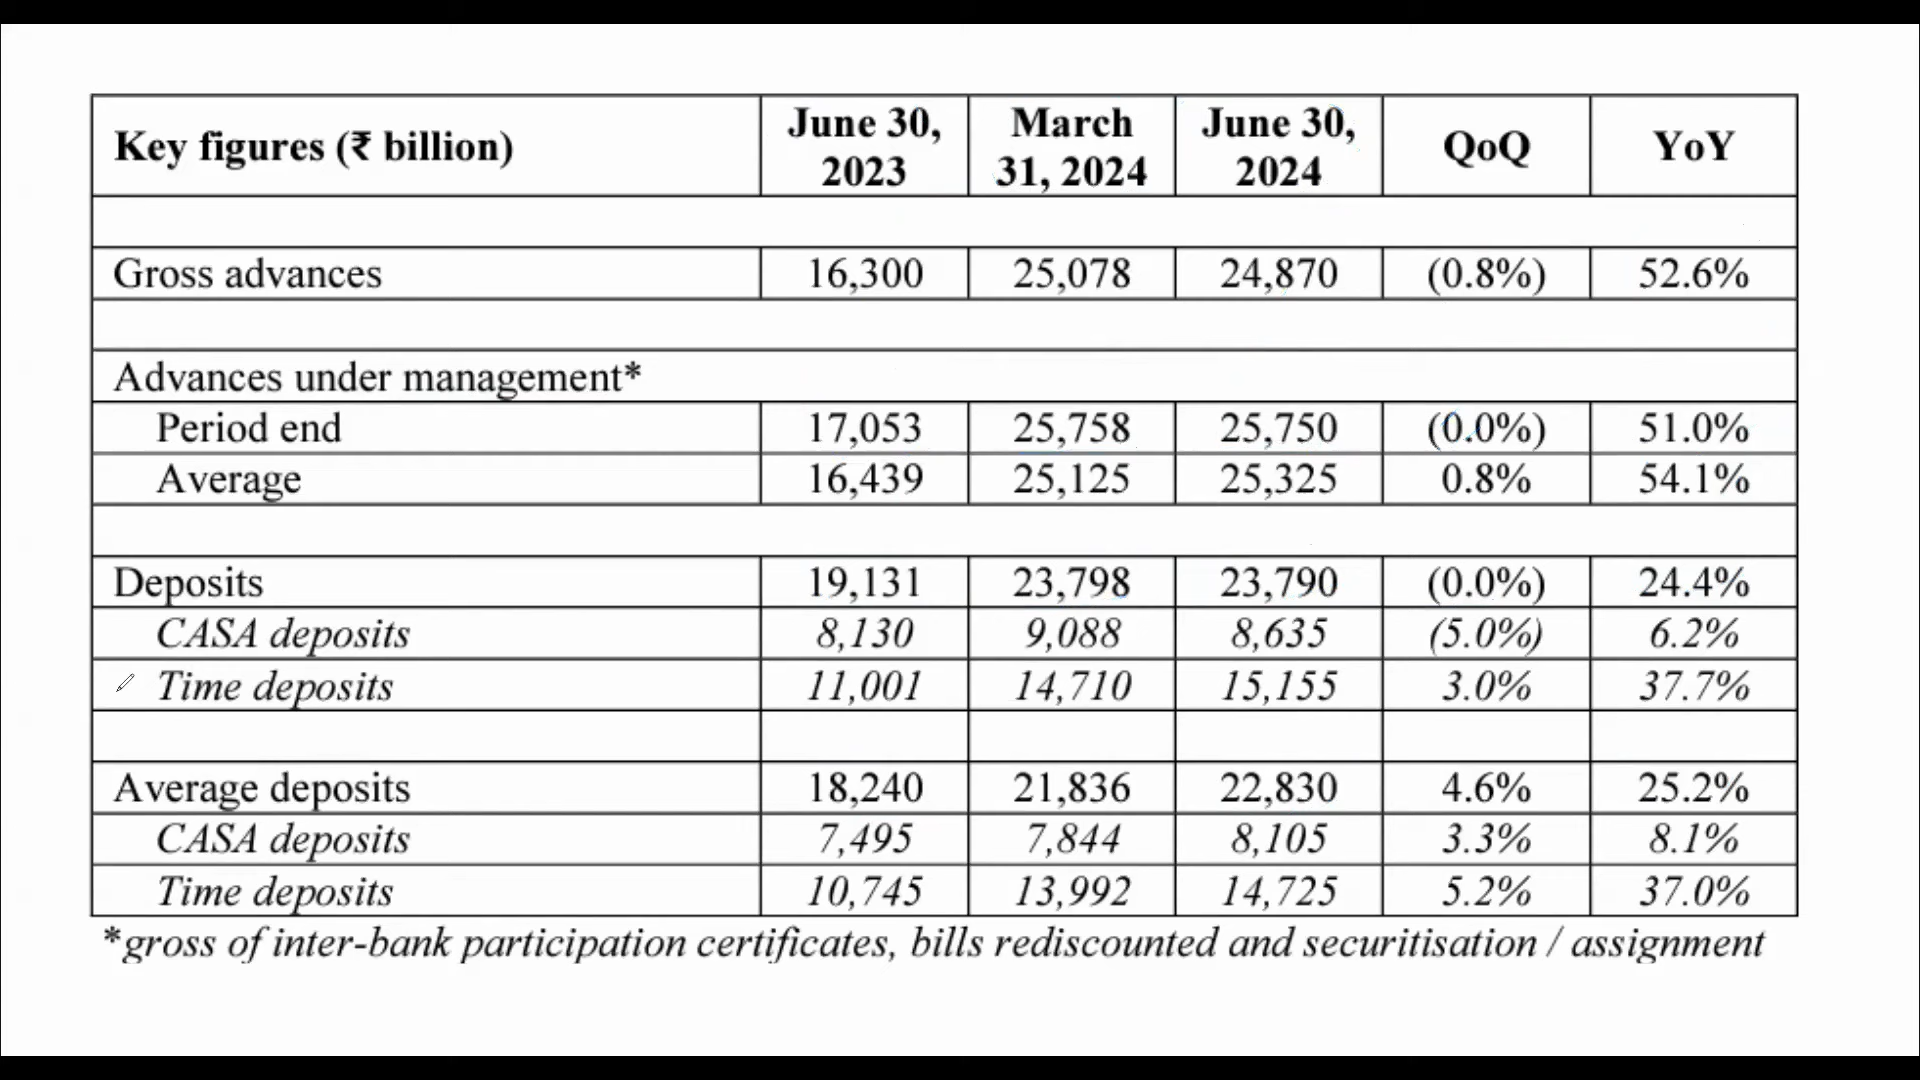 Key figures (₹ billion) June 30, 2023 March 31, 2024 June 30, 2024 QoQ YoY
Gross advances 16,300 25,078 24,870 (0.8%) 52.6%
Advances under management*
Period end 17,053 25,758 25,750 (0.0%) 51.0%
Average 16,439 25,125 25,325 0.8% 54.1%
Deposits 19,131 23,798 23,790 (0.0%) 24.4%
CASA deposits 8,130 9,088 8,635 (5.0%) 6.2%
Time deposits 11,001 14,710 15,155 3.0% 37.7%
Average deposits 18,240 21,836 22,830 4.6% 25.2%
CASA deposits 7,495 7,844 8,105 3.3% 8.1%
Time deposits 10,745 13,992 14,725 5.2% 37.0%
*gross of inter-bank participation certificates, bills rediscounted and securitisation / assignment